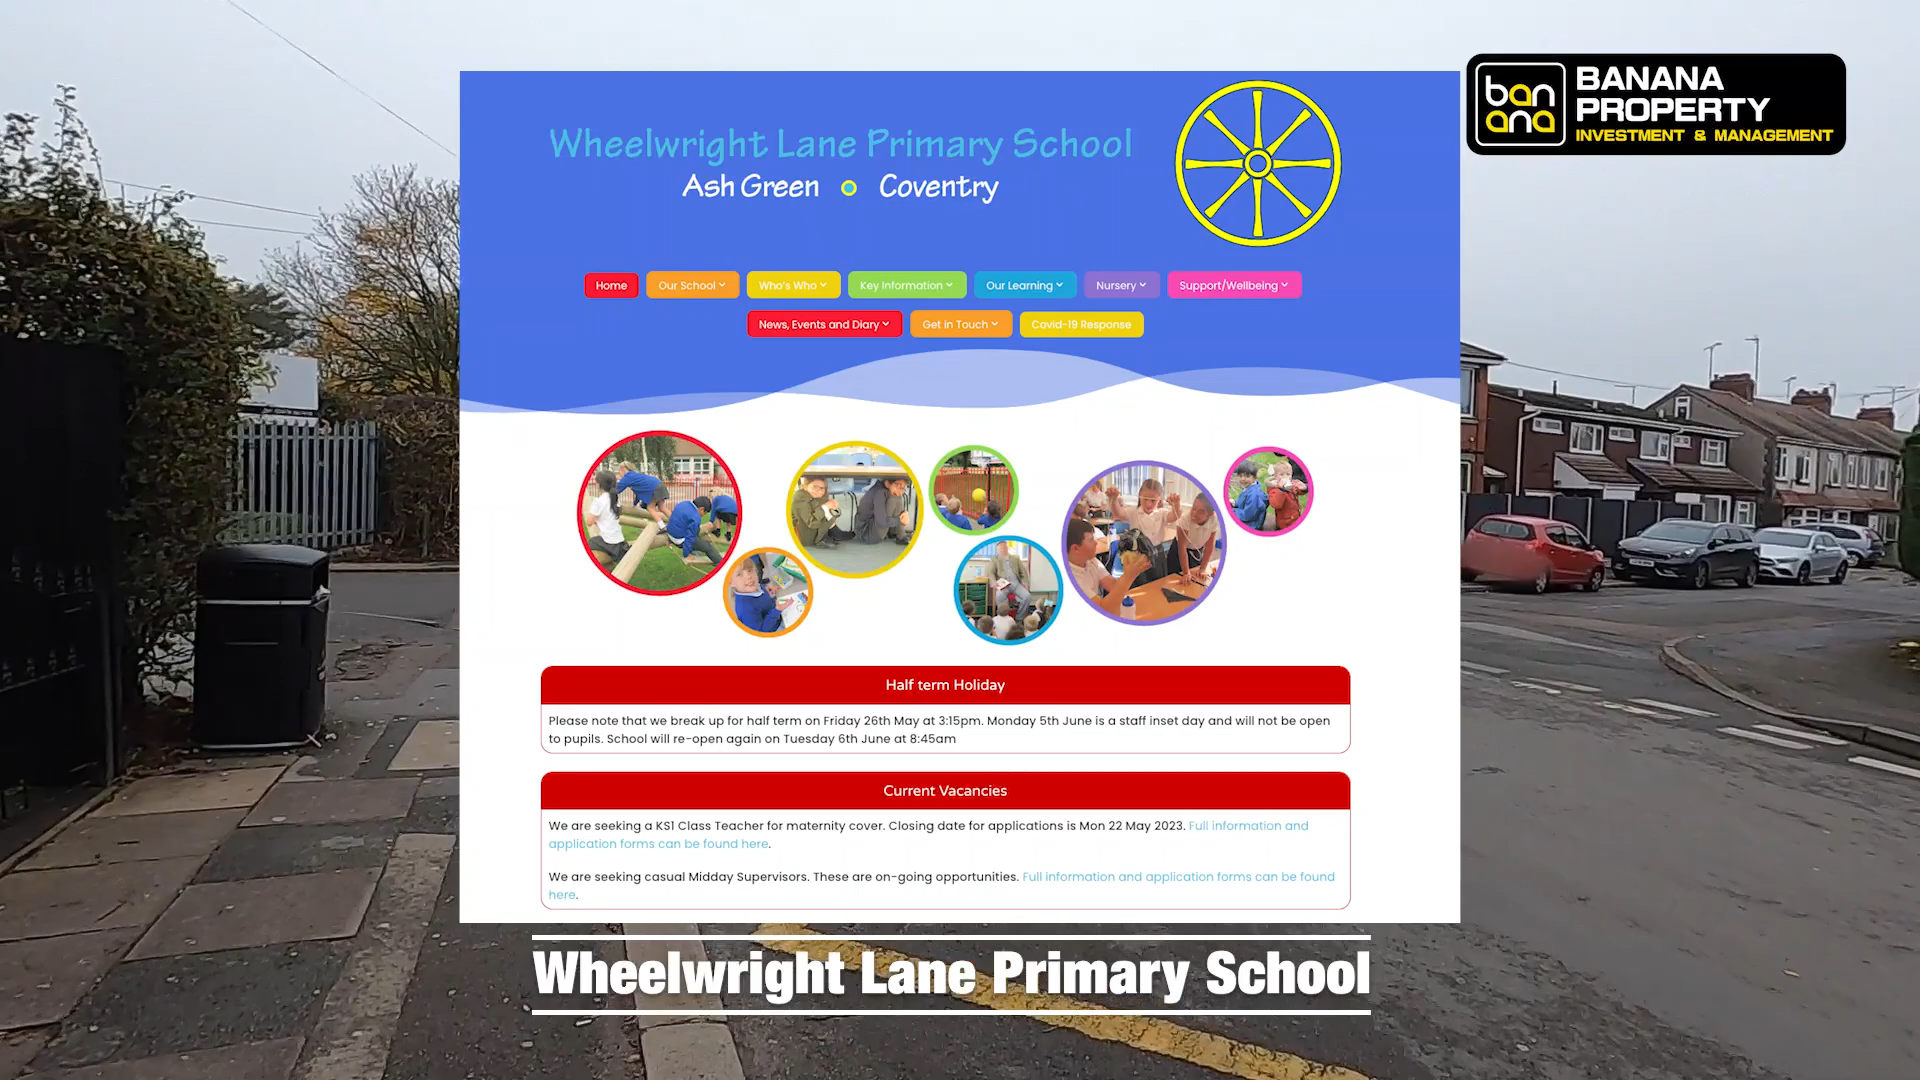 Wheelwright Lane Primary School
Ash Green Coventry
ban
ana
BANANA
PROPERTY
INVESTMENT & MANAGEMENT
Home Our School Who's Who Key Information Our Learning Nursery Support/Wellbeing
News, Events and Diary Get in Touch Covid-19 Response
Half term Holiday
Please note that we break up for half term on Friday 26th May at 3:15pm. Monday 5th June is a staff inset day and will not be open
to pupils. School will re-open again on Tuesday 6th June at 8:45am
Current Vacancies
We are seeking a KS1 Class Teacher for maternity cover. Closing date for applications is Mon 22 May 2023. Full information and
application forms can be found here.
We are seeking casual Midday Supervisors. These are on-going opportunities. Full information and application forms can be found
here.
Wheelwright Lane Primary School